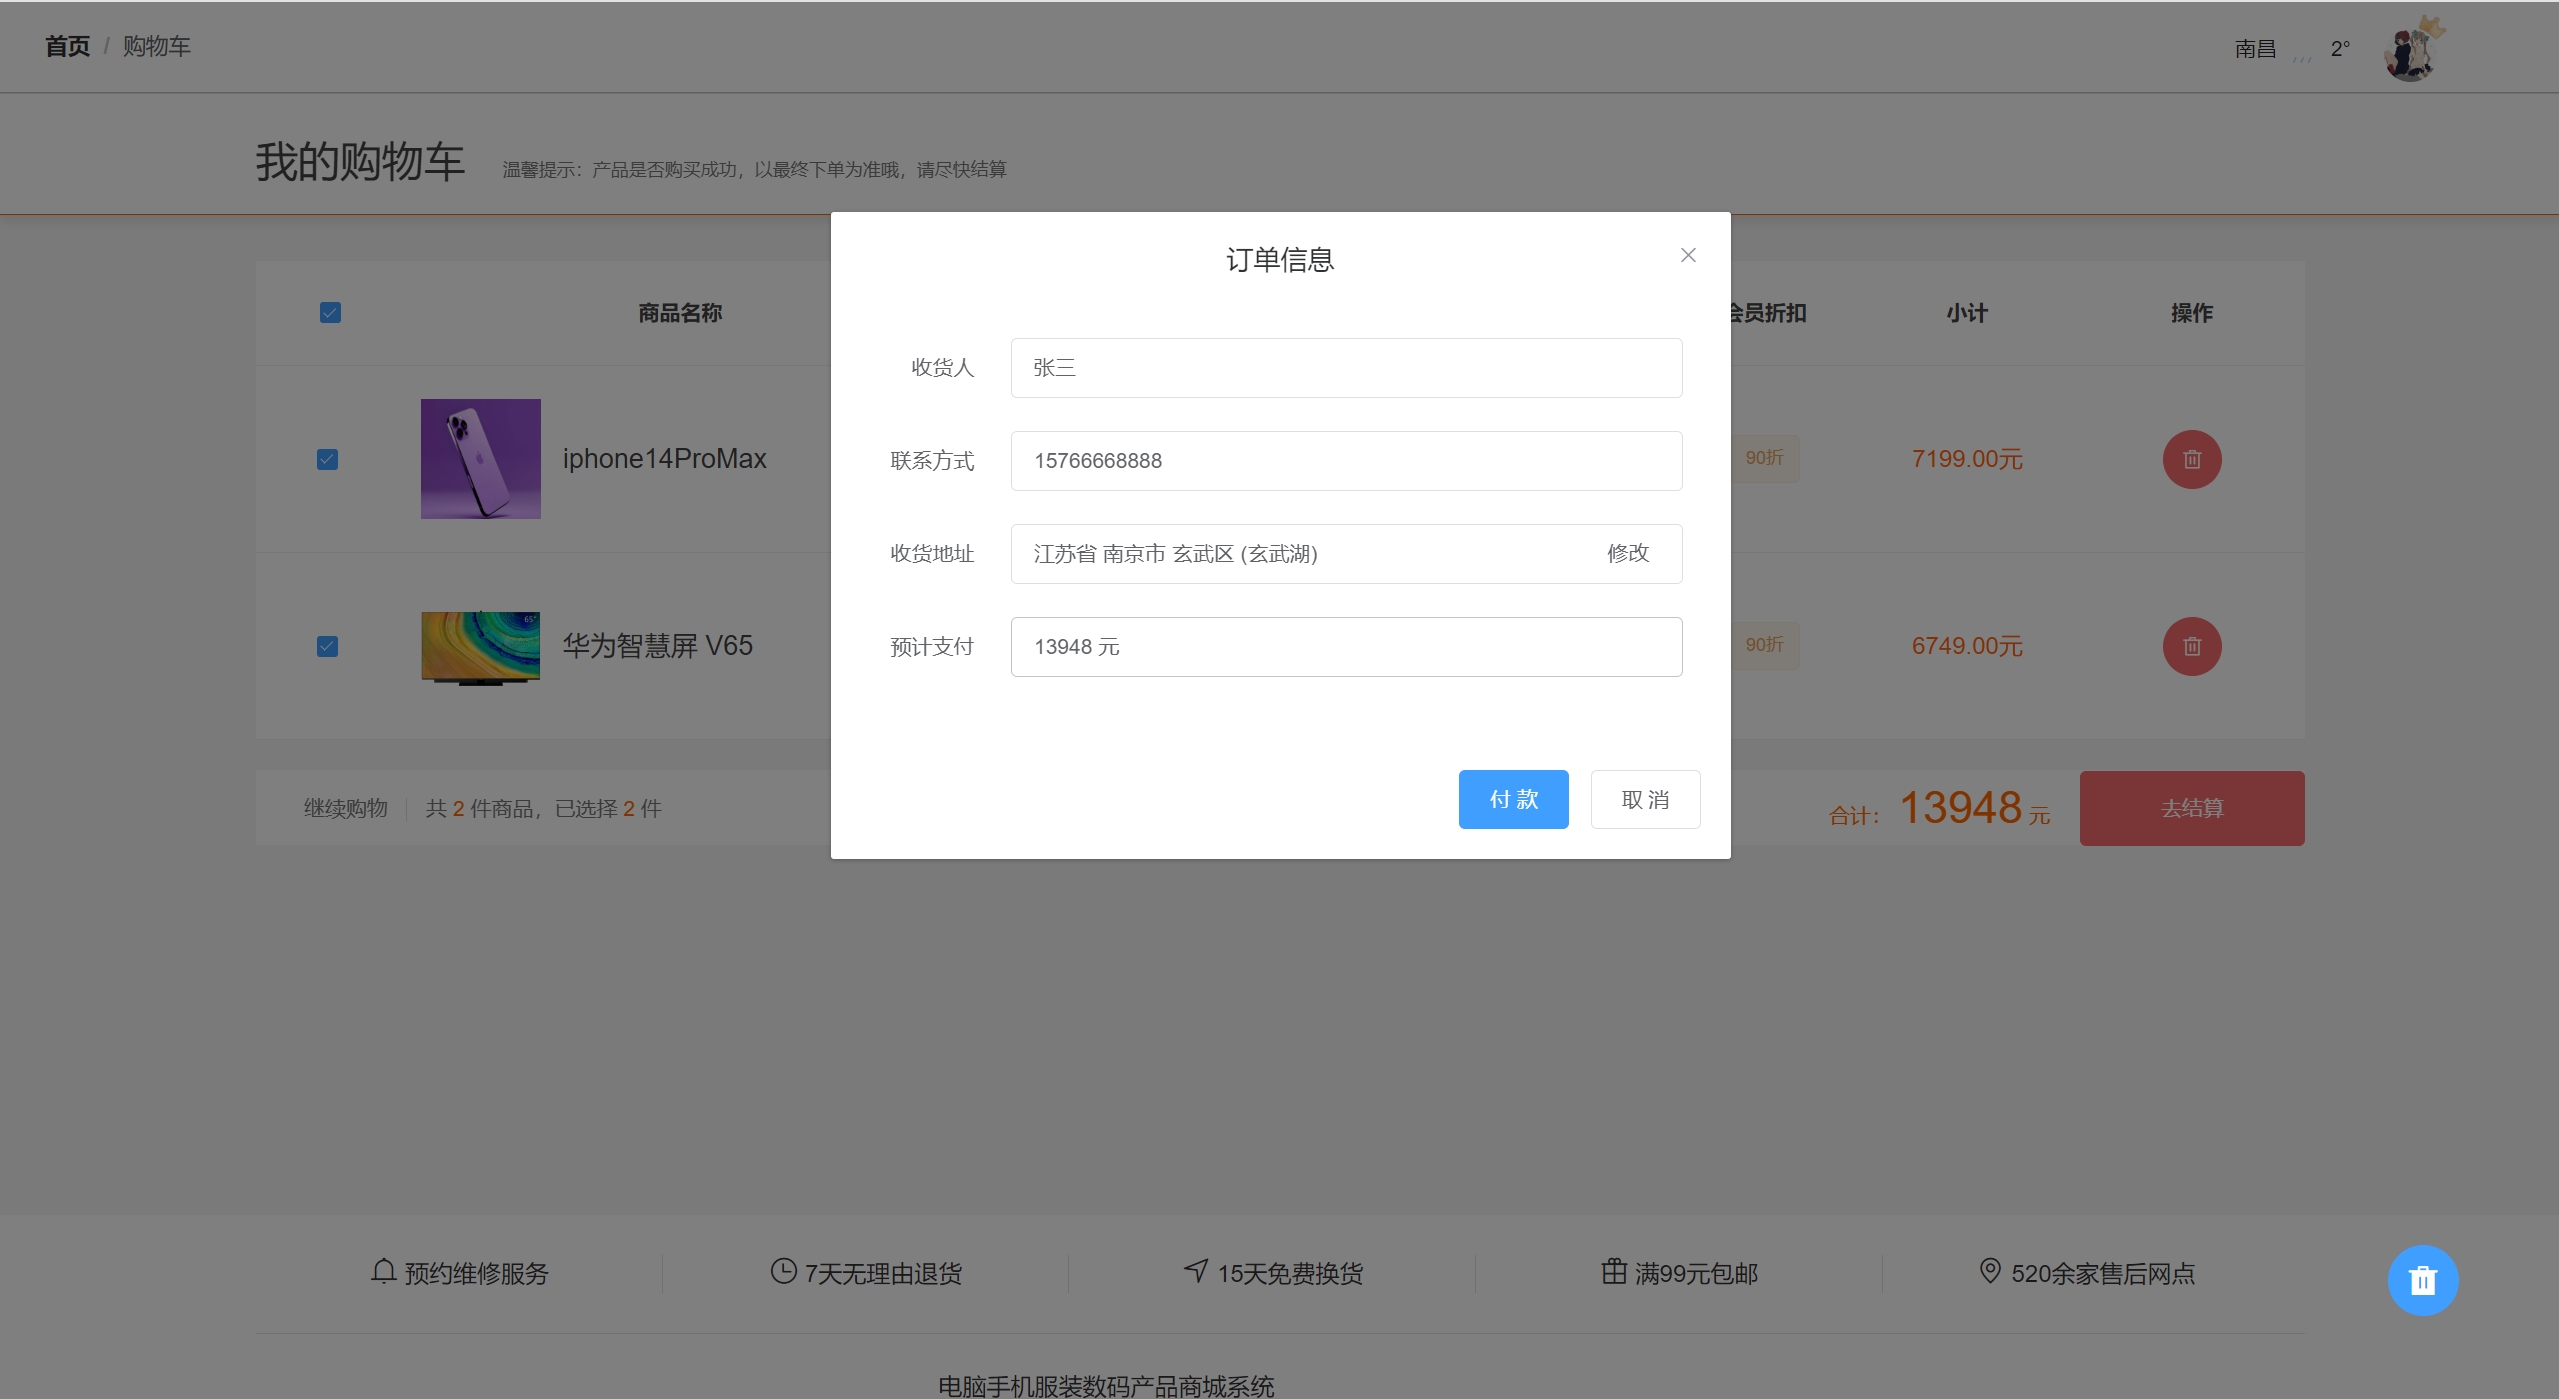 首页 / 购物车
南昌 2°
我的购物车 温馨提示：产品是否购买成功，以最终下单为准哦，请尽快结算
订单信息
商品名称 会员折扣 小计 操作
收货人 张三
iphone14ProMax 90折 7199.00元
联系方式 15766668888
收货地址 江苏省 南京市 玄武区 (玄武湖) 修改
65"
华为智慧屏 V65 90折 6749.00元
预计支付 13948 元
付 款 取 消
继续购物 共 2 件商品，已选择 2 件 合计： 13948 元 去结算
预约维修服务 7天无理由退货 15天免费换货 满99元包邮 520余家售后网点
电脑手机服装数码产品商城系统